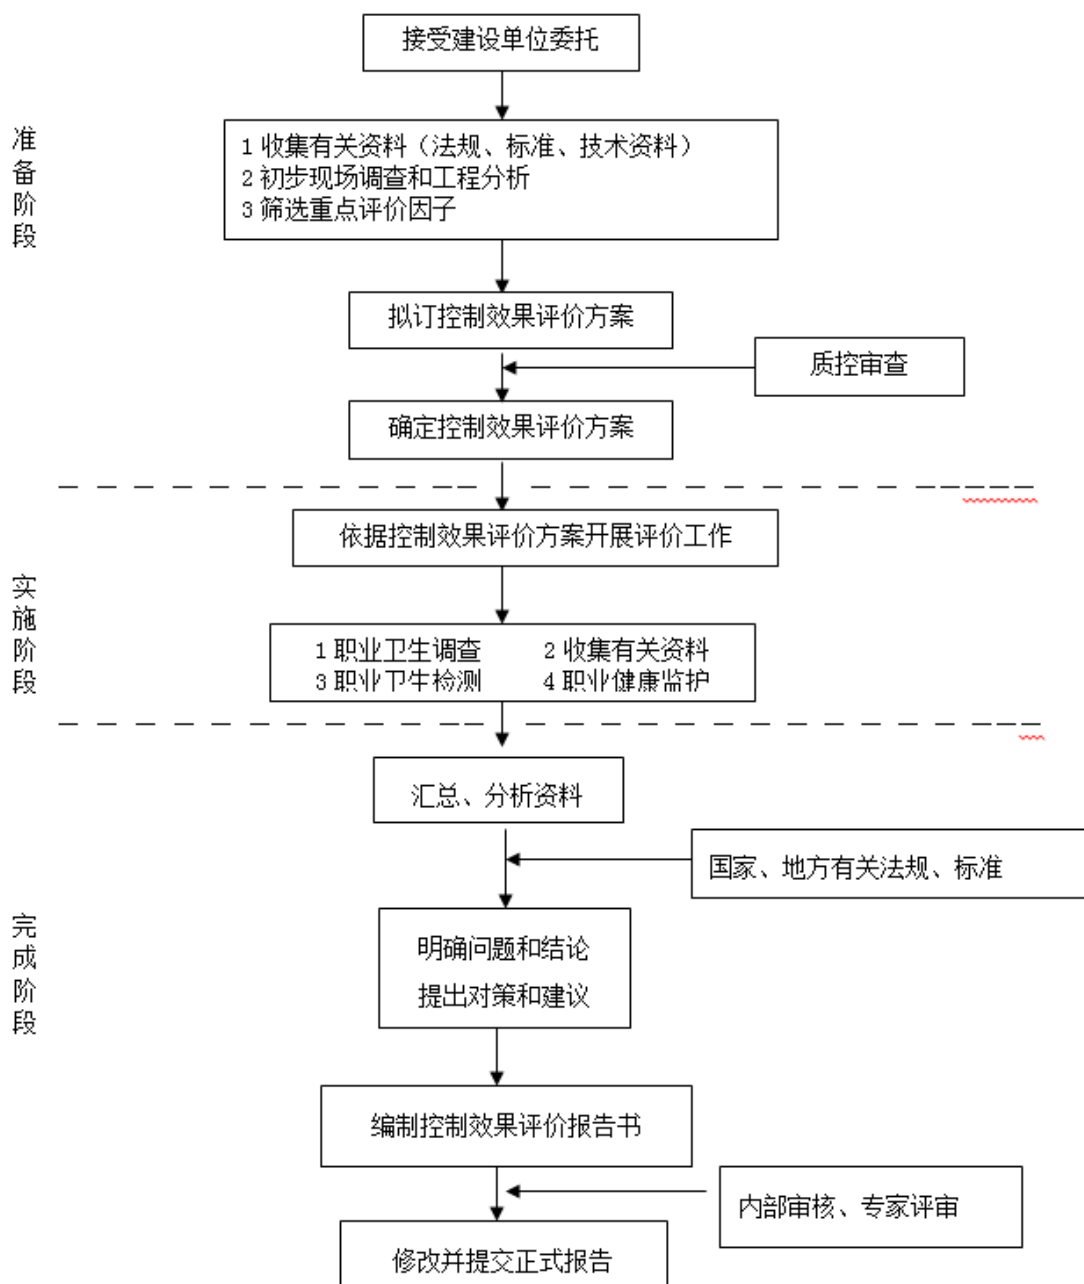 接受建设单位委托
准备阶段
1 收集有关资料（法规、标准、技术资料）
2 初步现场调查和工程分析
3 筛选重点评价因子
拟订控制效果评价方案
质控审查
确定控制效果评价方案
依据控制效果评价方案开展评价工作
实施阶段
1 职业卫生调查 2 收集有关资料
3 职业卫生检测 4 职业健康监护
汇总、分析资料
国家、地方有关法规、标准
完成阶段
明确问题和结论
提出对策和建议
编制控制效果评价报告书
内部审核、专家评审
修改并提交正式报告